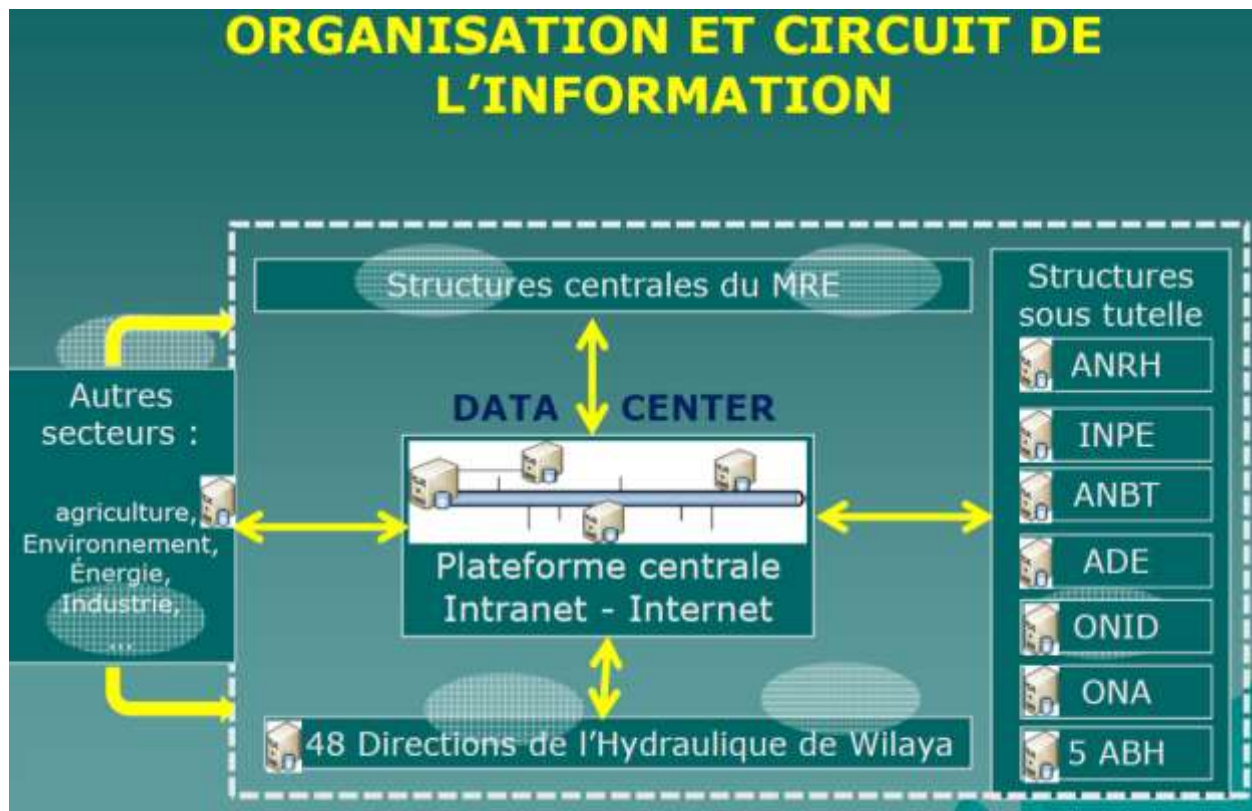 ORGANISATION ET CIRCUIT DE
L’INFORMATION
Structures centrales du MRE
Structures
sous tutelle
ANRH
INPE
ANBT
ADE
ONID
ONA
5 ABH
Autres
secteurs :
agriculture,
Environnement,
Énergie,
Industrie,
...
DATA CENTER
Plateforme centrale
Intranet - Internet
48 Directions de l’Hydraulique de Wilaya